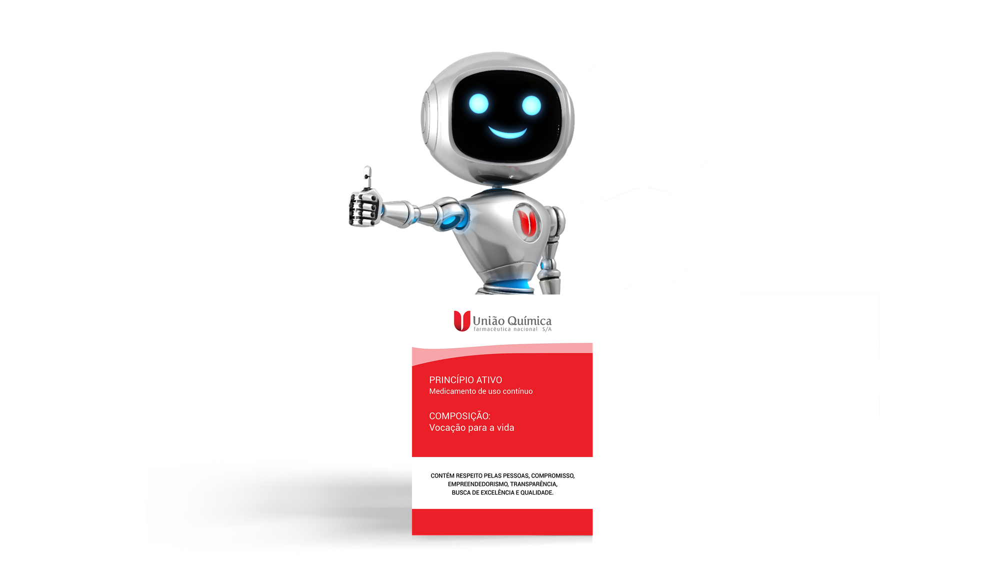 União Química
farmacêutica nacional S/A
PRINCÍPIO ATIVO
Medicamento de uso contínuo
COMPOSIÇÃO:
Vocação para a vida
CONTÉM RESPEITO PELAS PESSOAS, COMPROMISSO,
EMPREENDEDORISMO, TRANSPARÊNCIA,
BUSCA DE EXCELÊNCIA E QUALIDADE.